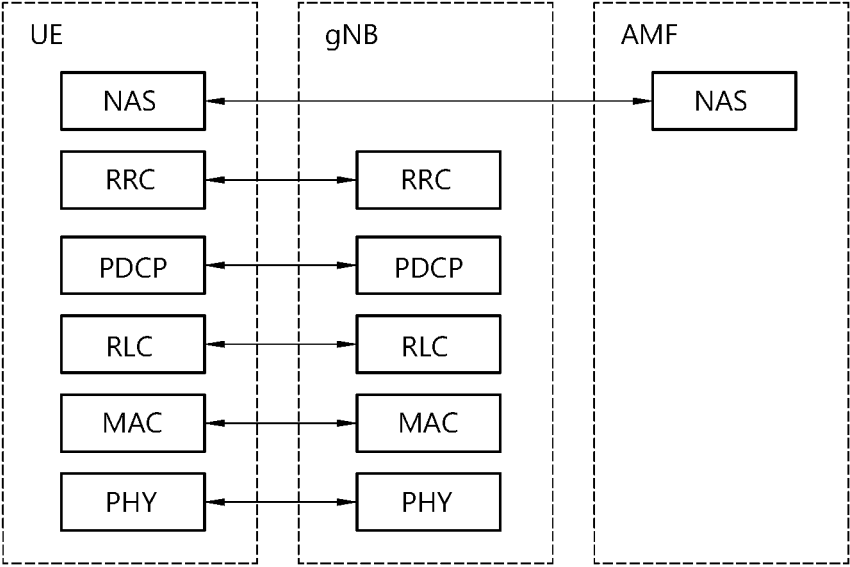 UE gNB AMF
NAS NAS
RRC RRC
PDCP PDCP
RLC RLC
MAC MAC
PHY PHY